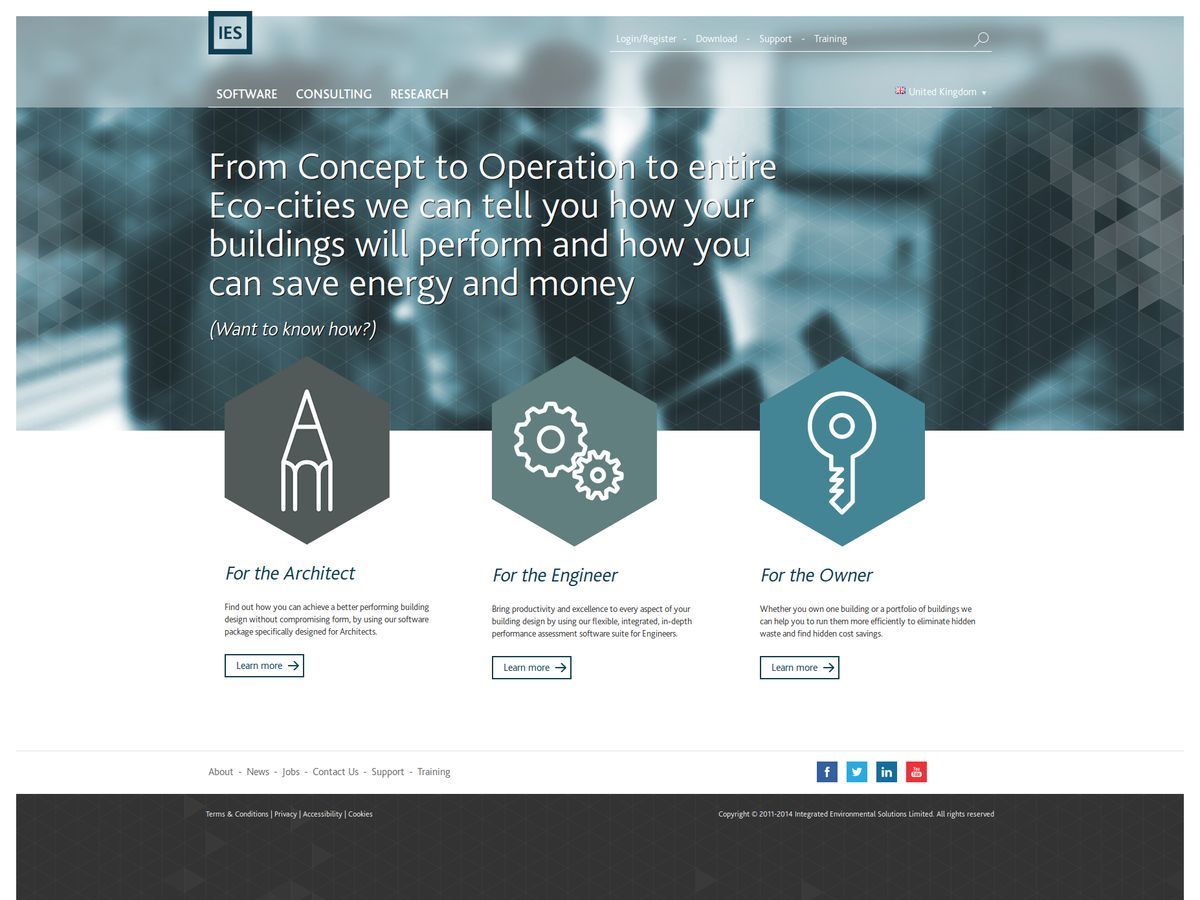 IES
Login/Register - Download - Support - Training
SOFTWARE CONSULTING RESEARCH
United Kingdom
From Concept to Operation to entire
Eco-cities we can tell you how your
buildings will perform and how you
can save energy and money
(Want to know how?)
For the Architect
Find out how you can achieve a better performing building
design without compromising form, by using our software
package specifically designed for Architects.
Learn more
For the Engineer
Bring productivity and excellence to every aspect of your
building design by using our flexible, integrated, in-depth
performance assessment software suite for Engineers.
Learn more
For the Owner
Whether you own one building or a portfolio of buildings we
can help you to run them more efficiently to eliminate hidden
waste and find hidden cost savings.
Learn more
About - News - Jobs - Contact Us - Support - Training
f in You Tube
Terms & Conditions | Privacy | Accessibility | Cookies
Copyright © 2011-2014 Integrated Environmental Solutions Limited. All rights reserved